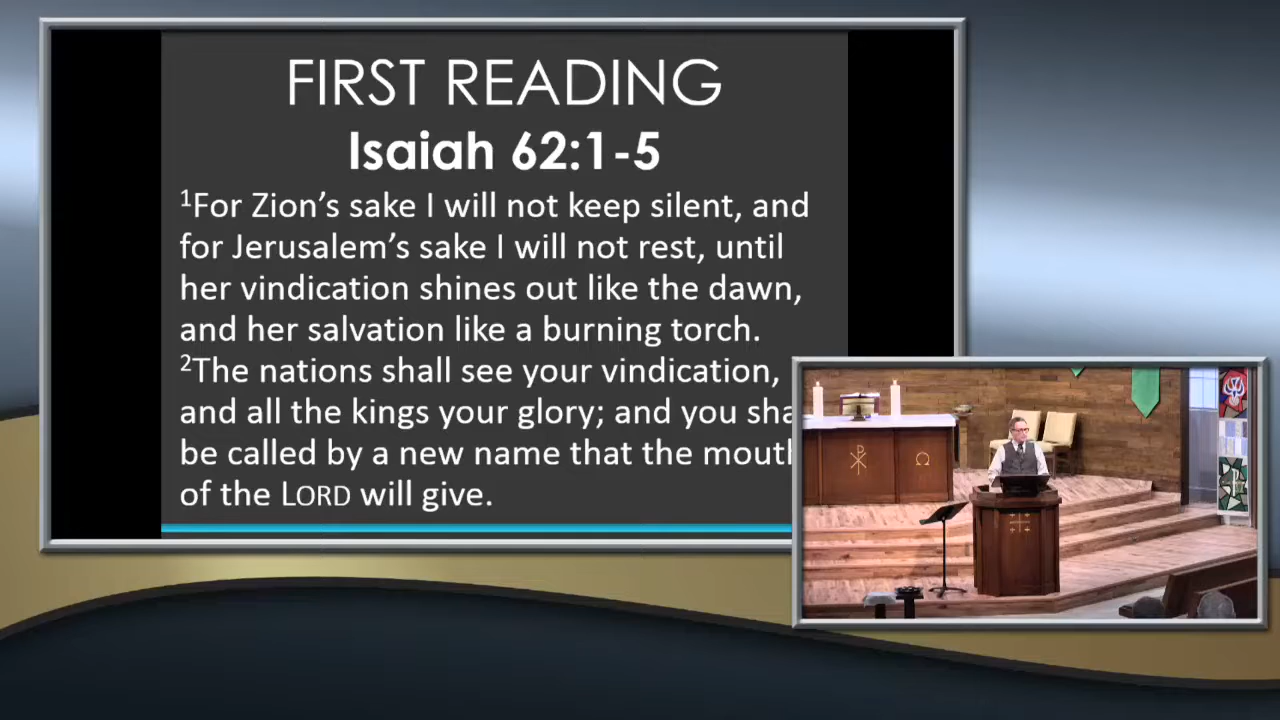 FIRST READING
Isaiah 62:1-5
¹For Zion’s sake I will not keep silent, and
for Jerusalem’s sake I will not rest, until
her vindication shines out like the dawn,
and her salvation like a burning torch.
²The nations shall see your vindication,
and all the kings your glory; and you sha
be called by a new name that the mout
of the LORD will give.
Ω